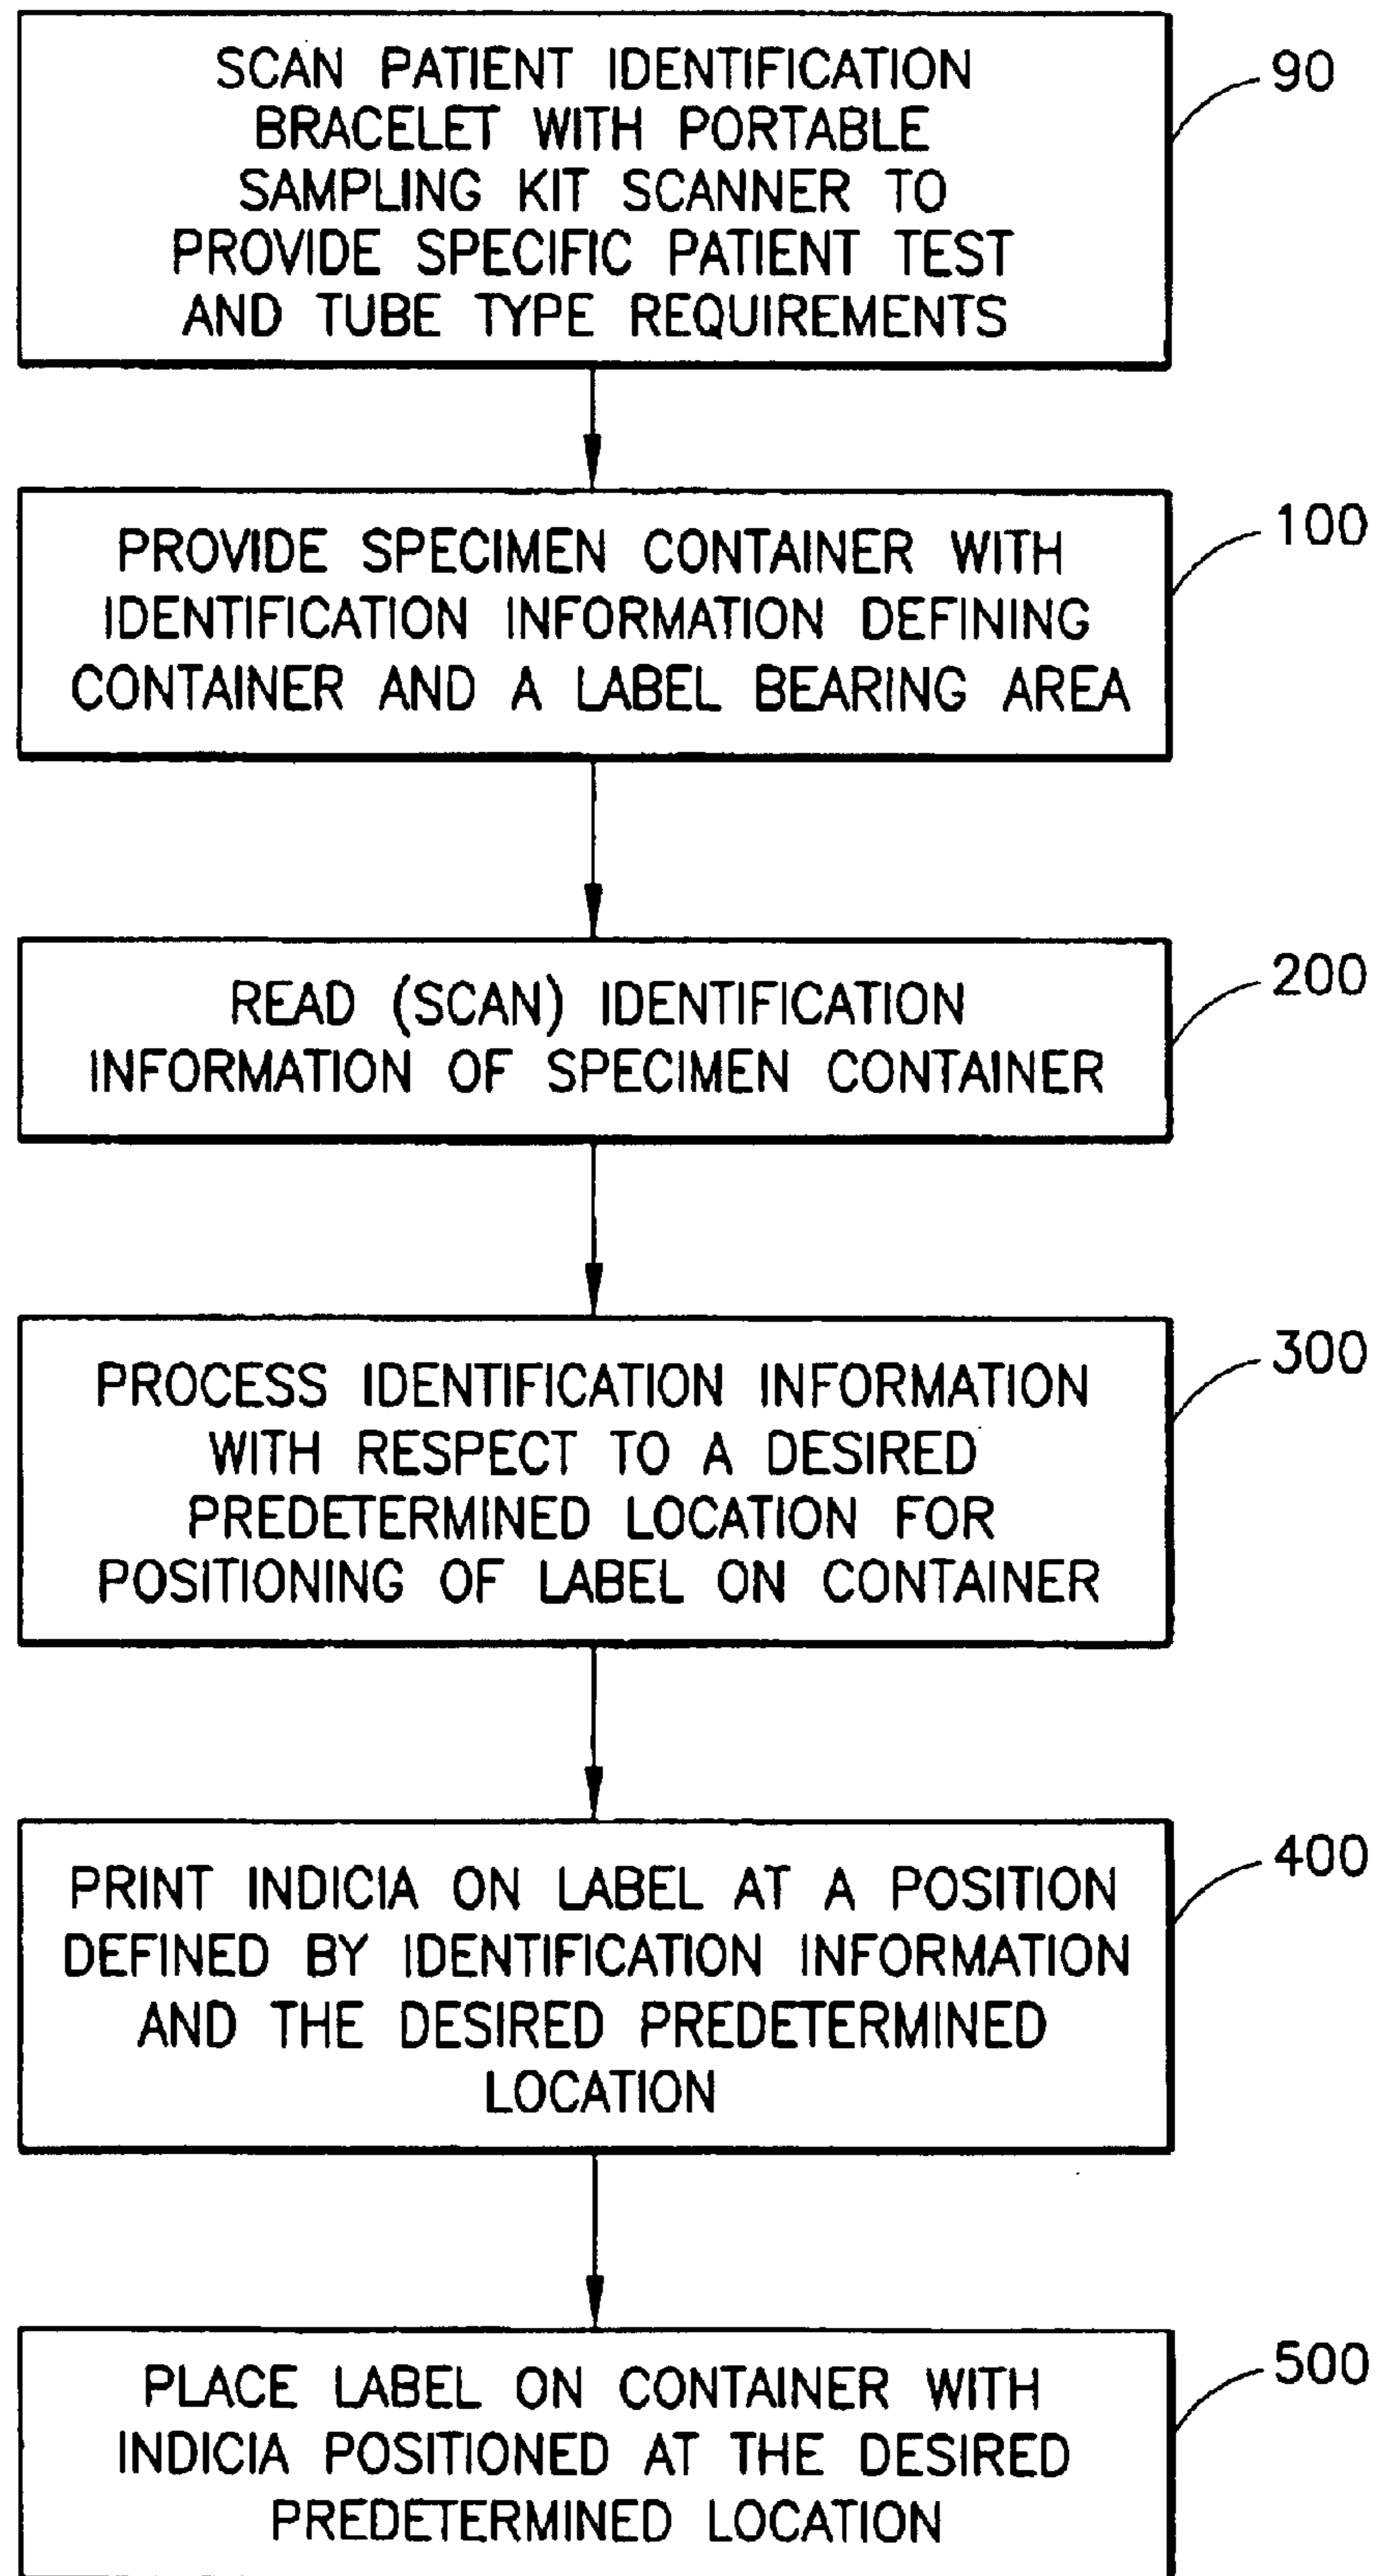 SCAN PATIENT IDENTIFICATION
BRACELET WITH PORTABLE
SAMPLING KIT SCANNER TO
PROVIDE SPECIFIC PATIENT TEST
AND TUBE TYPE REQUIREMENTS
90
PROVIDE SPECIMEN CONTAINER WITH
IDENTIFICATION INFORMATION DEFINING
CONTAINER AND A LABEL BEARING AREA
100
READ (SCAN) IDENTIFICATION
INFORMATION OF SPECIMEN CONTAINER
200
PROCESS IDENTIFICATION INFORMATION
WITH RESPECT TO A DESIRED
PREDETERMINED LOCATION FOR
POSITIONING OF LABEL ON CONTAINER
300
PRINT INDICIA ON LABEL AT A POSITION
DEFINED BY IDENTIFICATION INFORMATION
AND THE DESIRED PREDETERMINED
LOCATION
400
PLACE LABEL ON CONTAINER WITH
INDICIA POSITIONED AT THE DESIRED
PREDETERMINED LOCATION
500